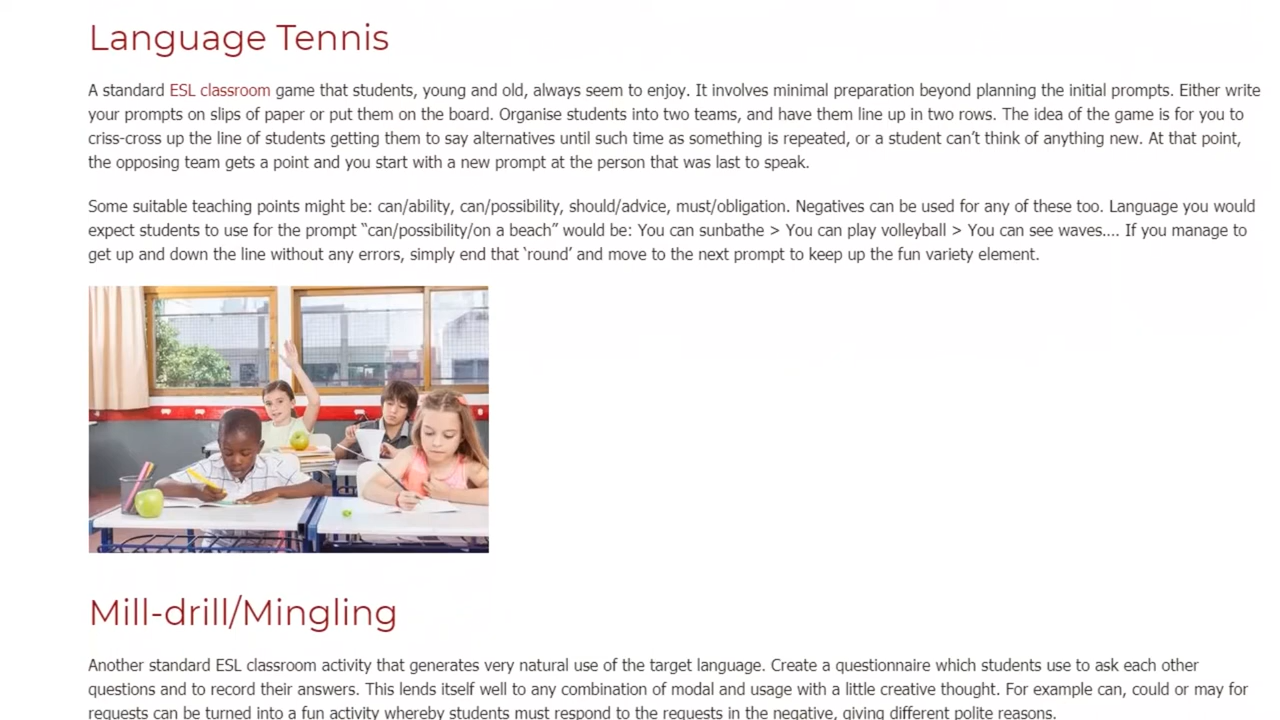 Language Tennis
A standard ESL classroom game that students, young and old, always seem to enjoy. It involves minimal preparation beyond planning the initial prompts. Either write
your prompts on slips of paper or put them on the board. Organise students into two teams, and have them line up in two rows. The idea of the game is for you to
criss-cross up the line of students getting them to say alternatives until such time as something is repeated, or a student can’t think of anything new. At that point,
the opposing team gets a point and you start with a new prompt at the person that was last to speak.
Some suitable teaching points might be: can/ability, can/possibility, should/advice, must/obligation. Negatives can be used for any of these too. Language you would
expect students to use for the prompt “can/possibility/on a beach” would be: You can sunbathe > You can play volleyball > You can see waves.... If you manage to
get up and down the line without any errors, simply end that ‘round’ and move to the next prompt to keep up the fun variety element.
Mill-drill/Mingling
Another standard ESL classroom activity that generates very natural use of the target language. Create a questionnaire which students use to ask each other
questions and to record their answers. This lends itself well to any combination of modal and usage with a little creative thought. For example can, could or may for
requests can be turned into a fun activity whereby students must respond to the requests in the negative, giving different polite reasons.